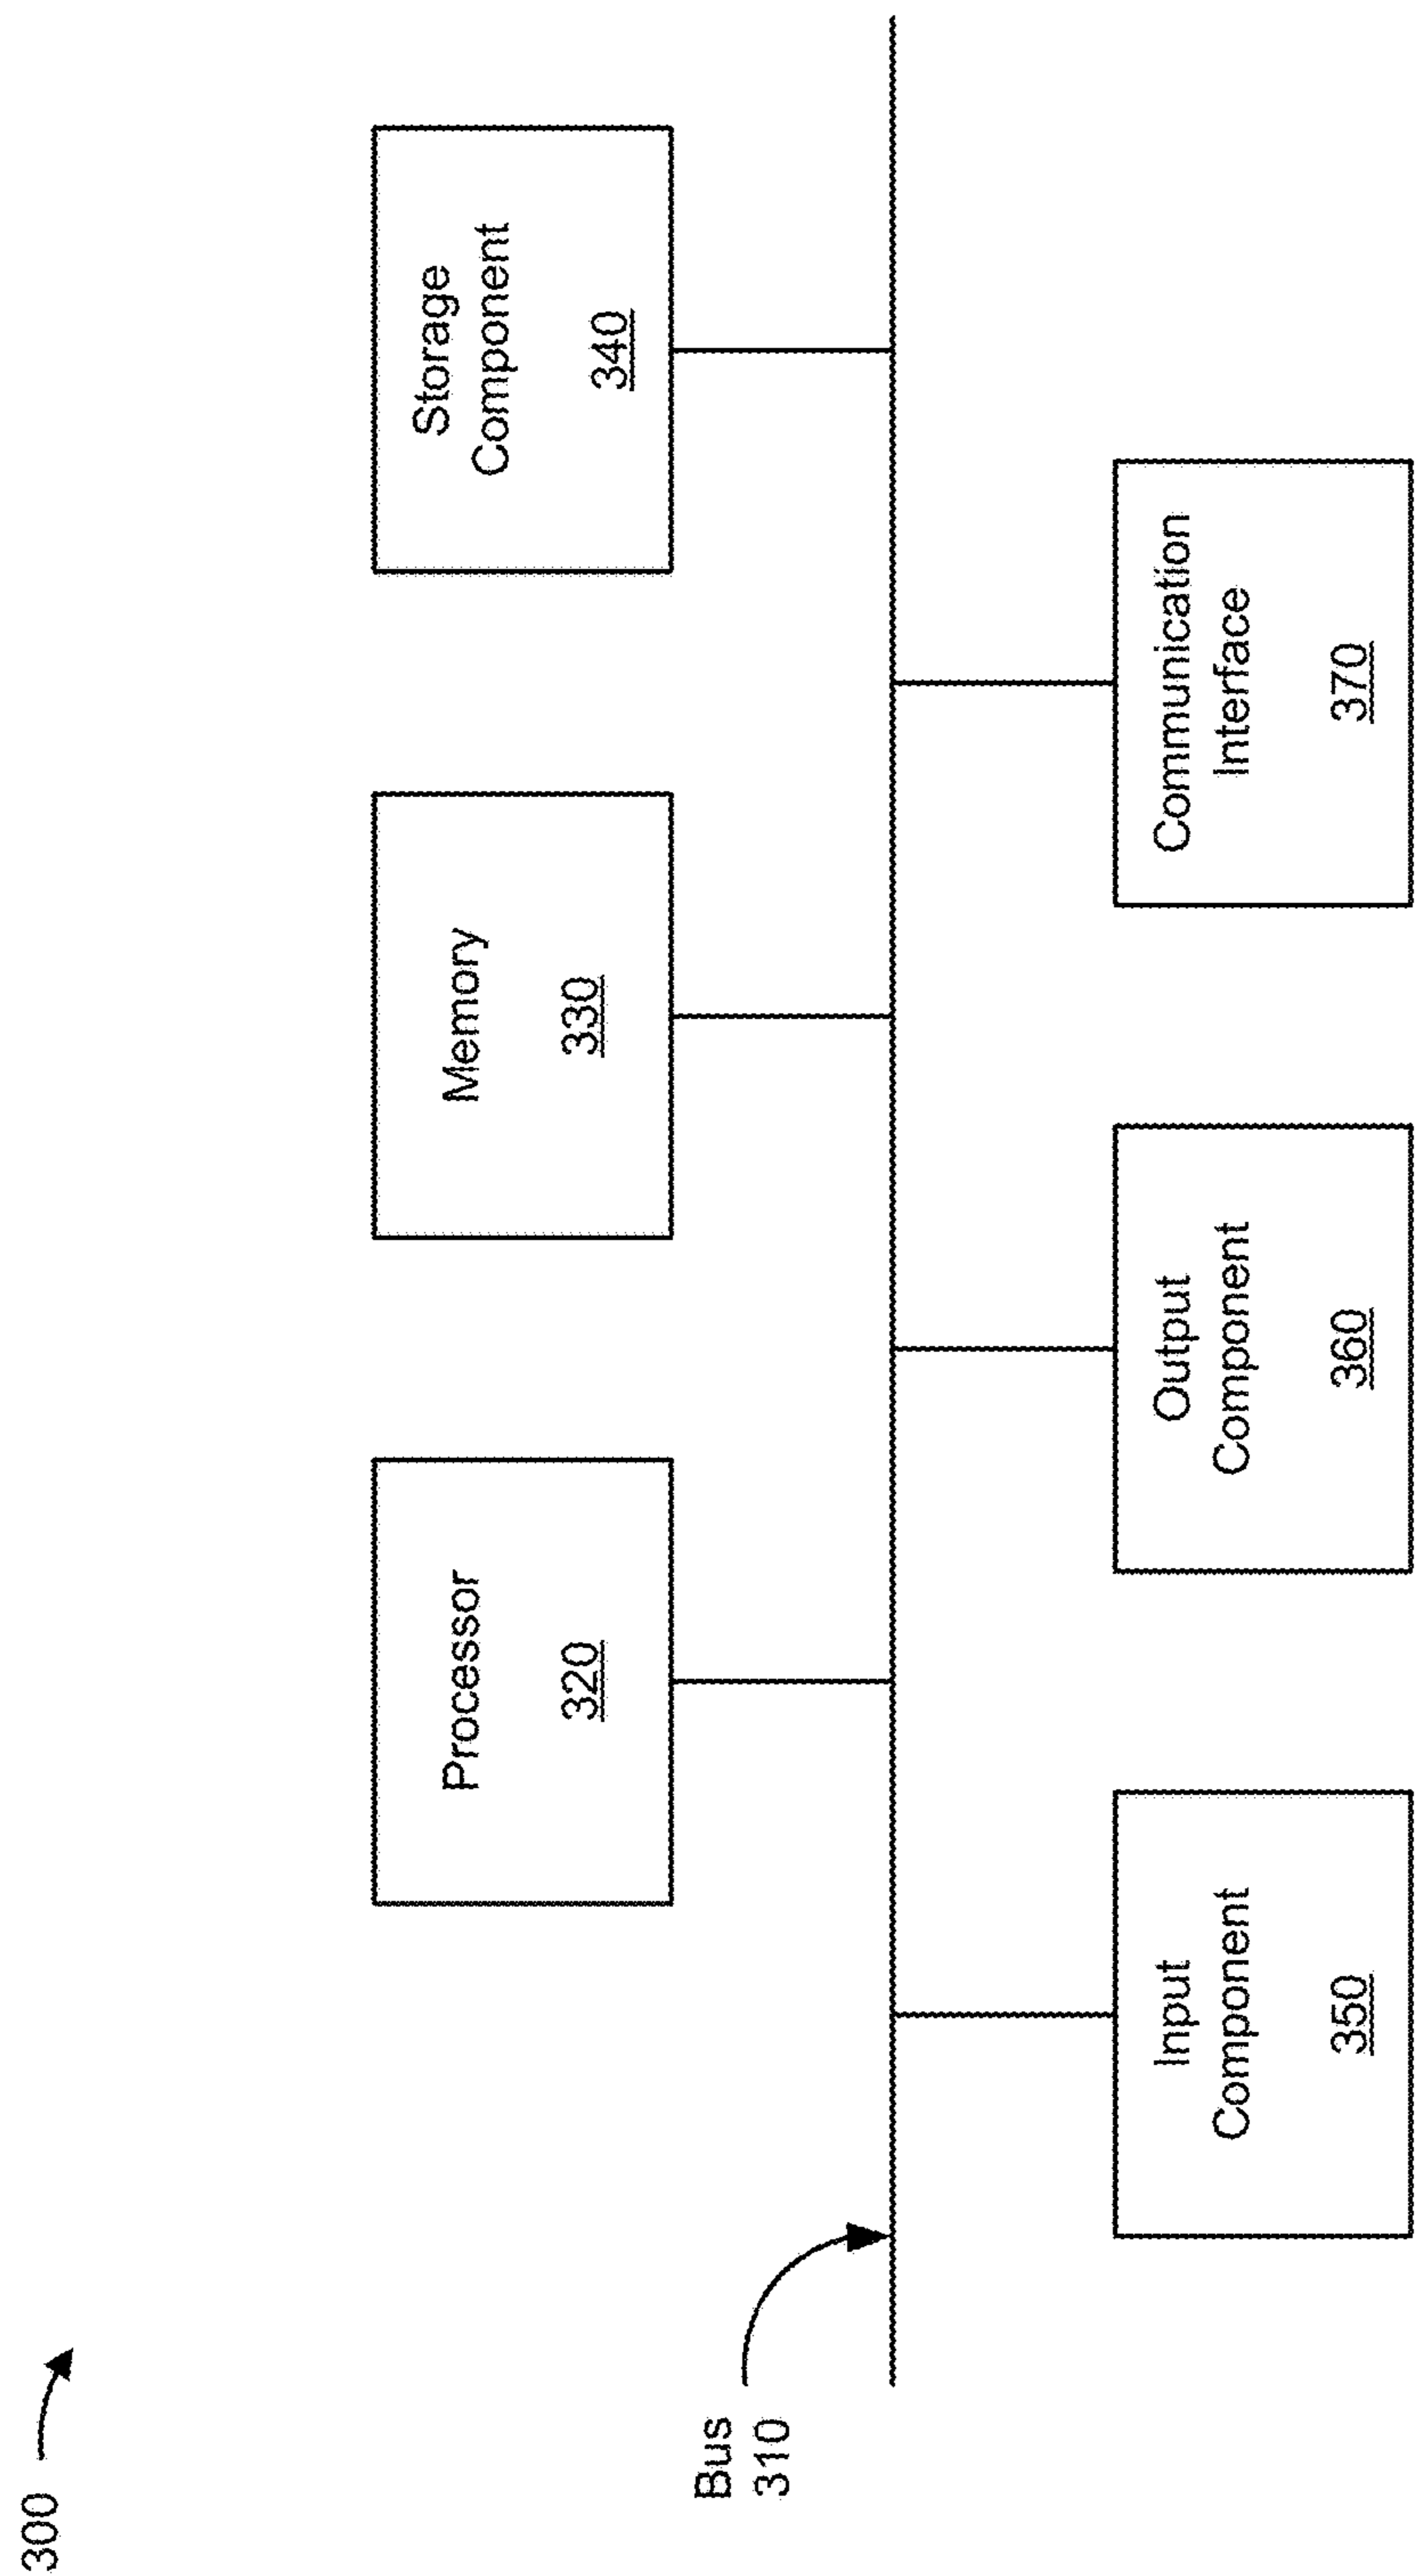 300
Processor
320
Memory
330
Storage
Component
340
Bus
310
Input
Component
350
Output
Component
360
Communication
Interface
370